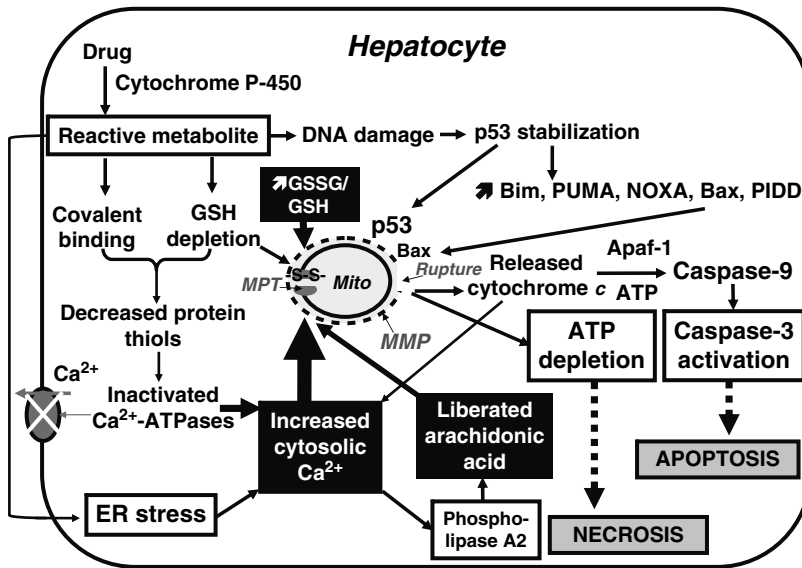 Hepatocyte
Drug
Cytochrome P-450
Reactive metabolite
DNA damage
p53 stabilization
GSSG/
GSH
Bim, PUMA, NOXA, Bax, PIDD
Covalent
binding
GSH
depletion
p53
Bax
Rupture
-S-S-
Mito
MPT
MMP
Released
cytochrome c
Apaf-1
ATP
Caspase-9
Decreased protein
thiols
ATP
depletion
Caspase-3
activation
Ca²⁺
Inactivated
Ca²⁺-ATPases
Increased
cytosolic
Ca²⁺
Liberated
arachidonic
acid
APOPTOSIS
ER stress
Phospho-
lipase A2
NECROSIS